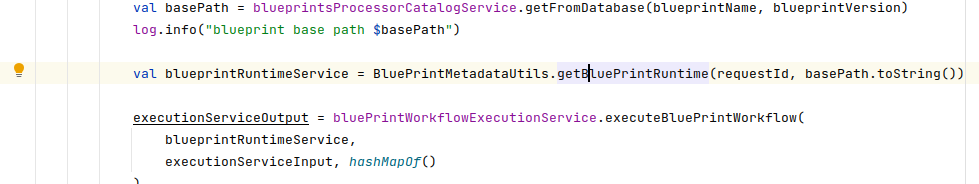 val basePath = blueprintsProcessorCatalogService.getFromDatabase(blueprintName, blueprintVersion)
log.info("blueprint base path $basePath")
val blueprintRuntimeService = BluePrintMetadataUtils.getBluePrintRuntime(requestId, basePath.toString())
executionServiceOutput = bluePrintWorkflowExecutionService.executeBluePrintWorkflow(
blueprintRuntimeService,
executionServiceInput, hashMapOf()
)